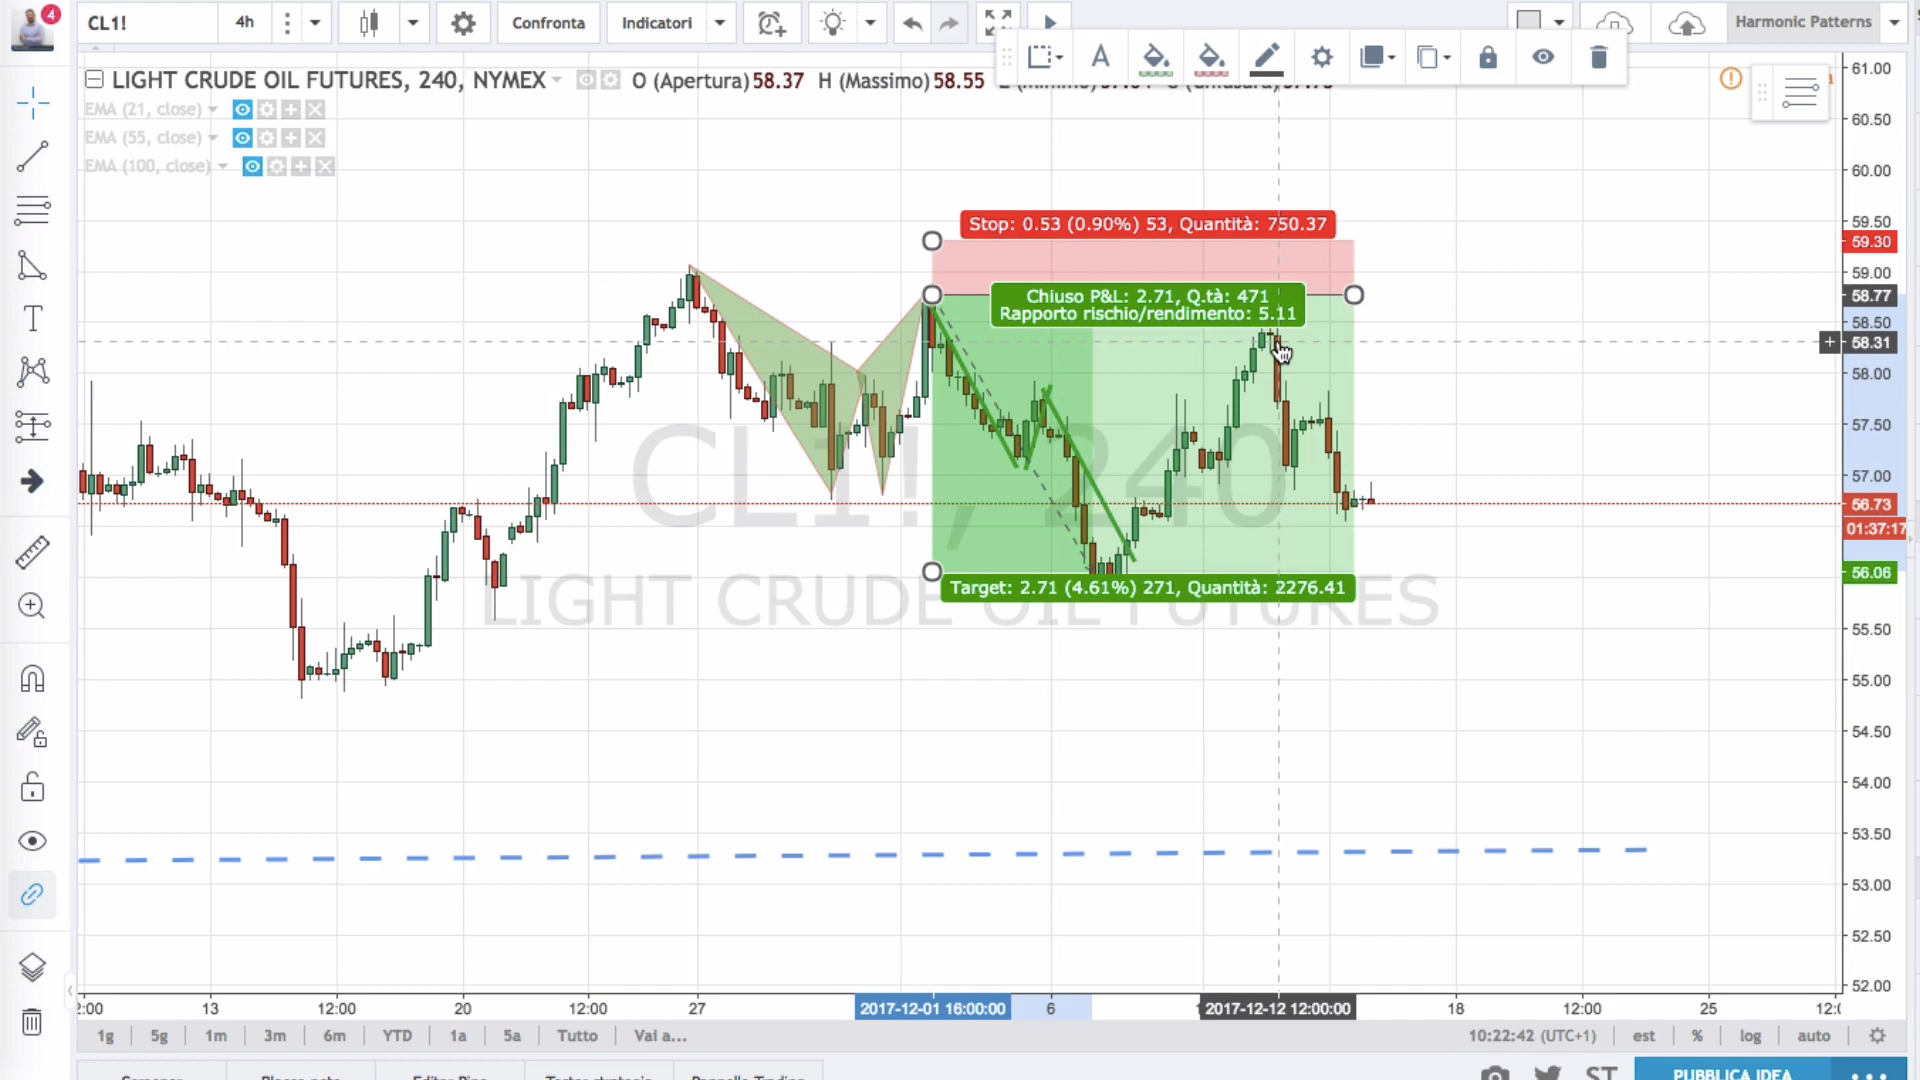 4
CL1!
4h
Confronta
Indicatori
Harmonic Patterns
LIGHT CRUDE OIL FUTURES, 240, NYMEX
O (Apertura) 58.37 H (Massimo) 58.55
EMA (21, close)
EMA (55, close)
EMA (100, close)
Stop: 0.53 (0.90%) 53, Quantità: 750.37
Chiuso P&L: 2.71, Q.tà: 471
Rapporto rischio/rendimento: 5.11
Target: 2.71 (4.61%) 271, Quantità: 2276.41
CL1!, 240
LIGHT CRUDE OIL FUTURES
61.00
60.50
60.00
59.50
59.30
59.00
58.77
58.50
58.31
58.00
57.50
57.00
56.73
01:37:17
56.06
55.50
55.00
54.50
54.00
53.50
53.00
52.50
52.00
13
12:00
20
12:00
27
2017-12-01 16:00:00
6
2017-12-12 12:00:00
18
12:00
25
1g 5g 1m 3m 6m YTD 1a 5a Tutto Vai a...
10:22:42 (UTC+1) est % log auto
ST
PUBBLICA IDEA